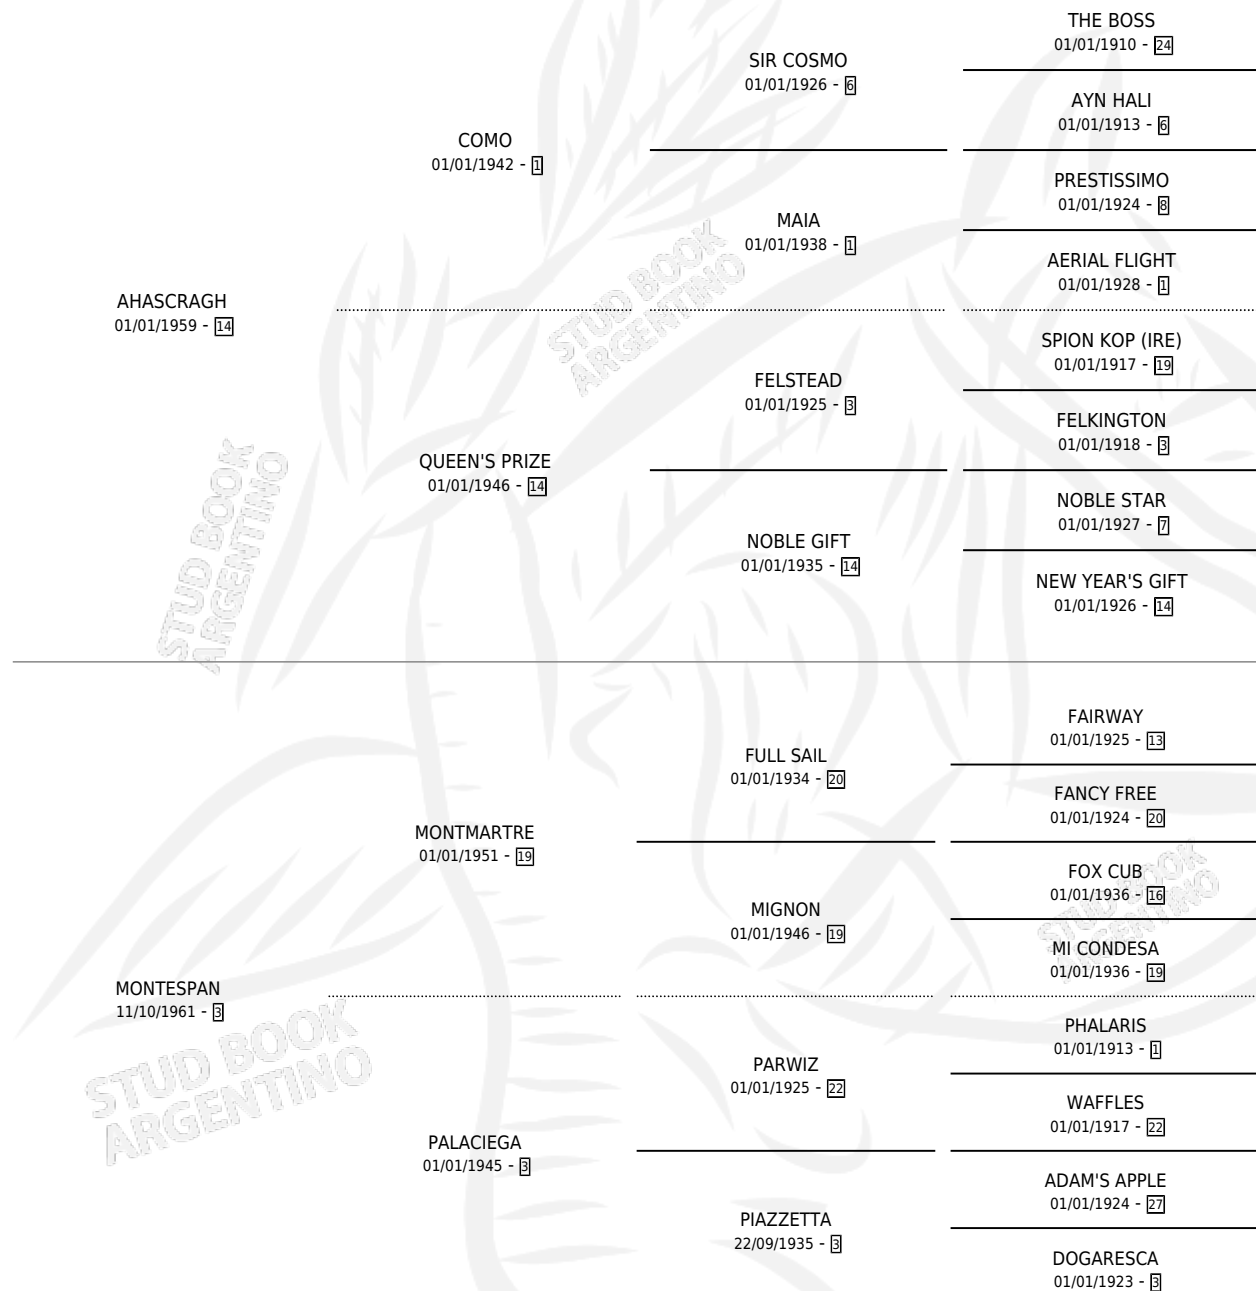 THE BOSS
01/01/1910 - 24
SIR COSMO
01/01/1926 - 6
AYN HALI
01/01/1913 - 6
COMO
01/01/1942 - 1
PRESTISSIMO
01/01/1924 - 8
MAIA
01/01/1938 - 1
AERIAL FLIGHT
01/01/1928 - 1
AHASCRAGH
01/01/1959 - 14
SPION KOP (IRE)
01/01/1917 - 19
FELSTEAD
01/01/1925 - 3
FELKINGTON
01/01/1918 - 3
QUEEN'S PRIZE
01/01/1946 - 14
NOBLE STAR
01/01/1927 - 7
NOBLE GIFT
01/01/1935 - 14
NEW YEAR'S GIFT
01/01/1926 - 14
FAIRWAY
01/01/1925 - 13
FULL SAIL
01/01/1934 - 20
FANCY FREE
01/01/1924 - 20
MONTMARTRE
01/01/1951 - 19
FOX CUB
01/01/1936 - 16
MIGNON
01/01/1946 - 19
MI CONDESA
01/01/1936 - 19
MONTESPAN
11/10/1961 - 3
PHALARIS
01/01/1913 - 1
PARWIZ
01/01/1925 - 22
WAFFLES
01/01/1917 - 22
PALACIEGA
01/01/1945 - 3
ADAM'S APPLE
01/01/1924 - 27
PIAZZETTA
22/09/1935 - 3
DOGARESCA
01/01/1923 - 3
STUD BOOK
ARGENTINO
STUD BOOK
ARGENTINO
STUD BOOK
ARGENTINO
STUD BOOK
ARGENTINO